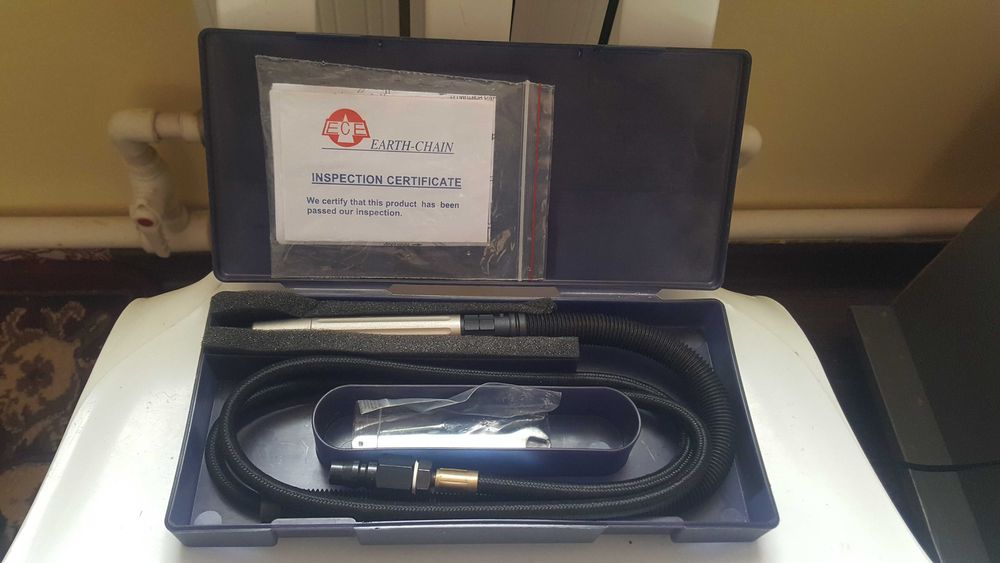 ECE
EARTH-CHAIN
INSPECTION CERTIFICATE
We certify that this product has been
passed our inspection.